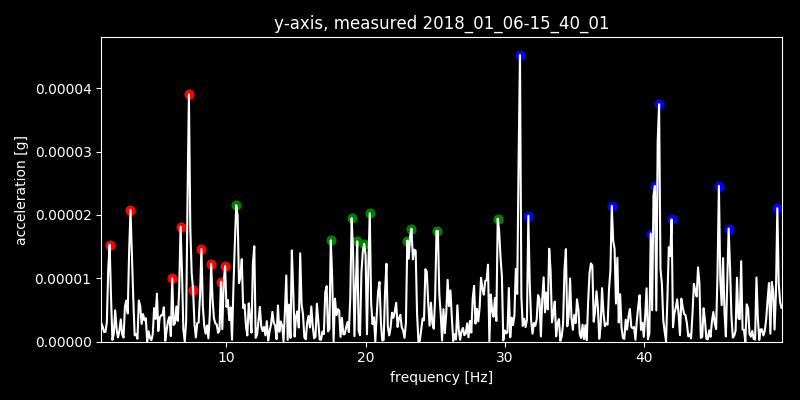 y-axis, measured 2018_01_06-15_40_01
acceleration [g]
0.00004
0.00003
0.00002
0.00001
0.00000
10 20 30 40
frequency [Hz]